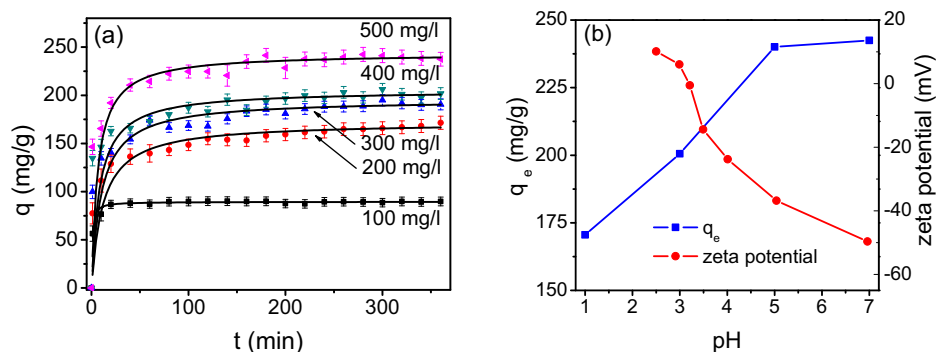 (a)
500 mg/l
400 mg/l
300 mg/l
200 mg/l
100 mg/l
250
200
150
100
50
0
q (mg/g)
0 100 200 300
t (min)
(b)
250
225
200
175
150
q e (mg/g)
20
0
-20
-40
-60
zeta potential (mV)
q e
zeta potential
1 2 3 4 5 6 7
pH